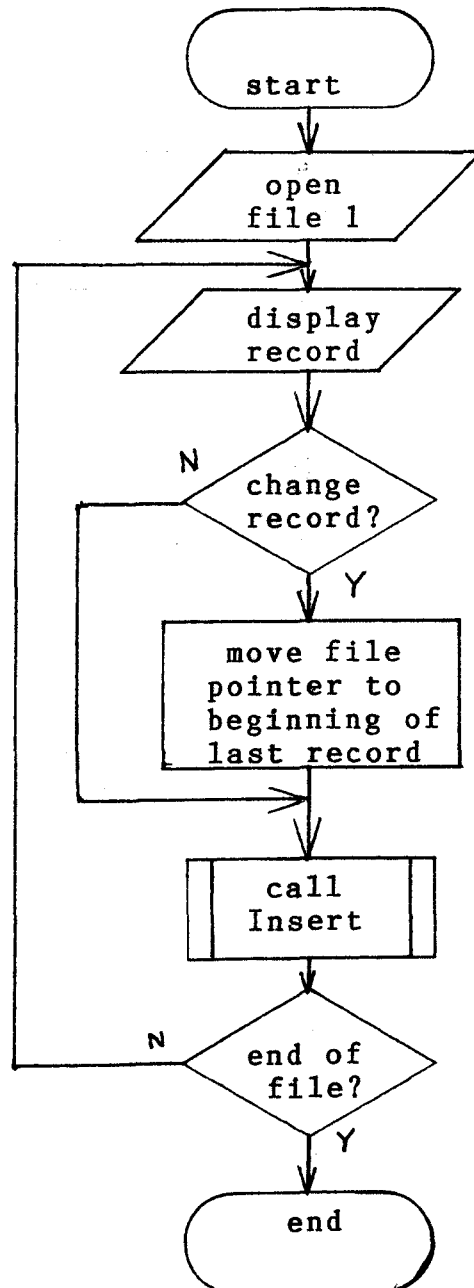 start
open
file 1
display
record
N
change
record?
Y
move file
pointer to
beginning of
last record
call
Insert
N
end of
file?
Y
end